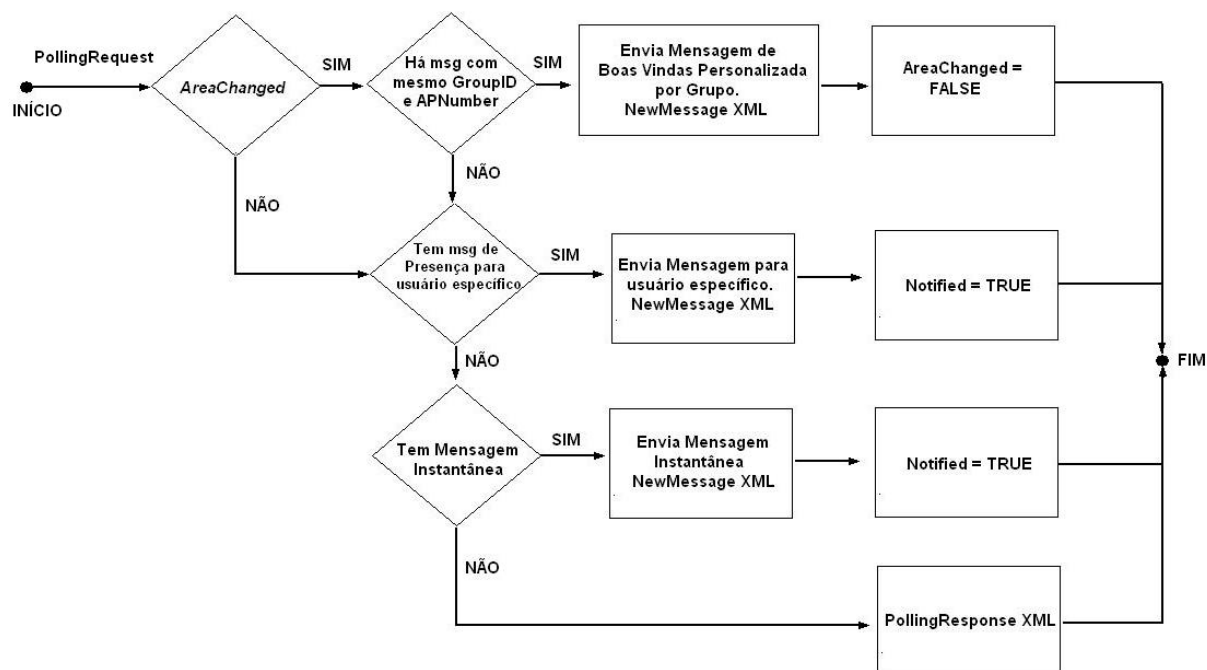 PollingRequest
INÍCIO
AreaChanged
SIM
Há msg com
mesmo GroupID
e APNumber
SIM
Envia Mensagem de
Boas Vindas Personalizada
por Grupo.
NewMessage XML
AreaChanged =
FALSE
NÃO
NÃO
Tem msg de
Presença para
usuário específico
SIM
Envia Mensagem para
usuário específico.
NewMessage XML
Notified = TRUE
FIM
NÃO
Tem Mensagem
Instantânea
SIM
Envia Mensagem
Instantânea
NewMessage XML
Notified = TRUE
NÃO
PollingResponse XML